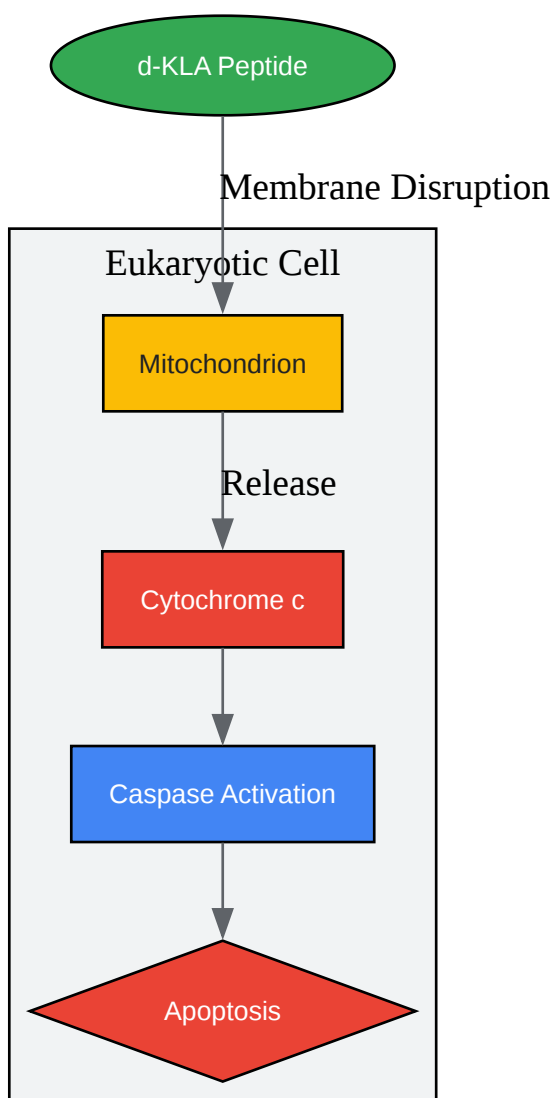 d-KLA Peptide
Membrane Disruption
Eukaryotic Cell
Mitochondrion
Release
Cytochrome c
Caspase Activation
Apoptosis